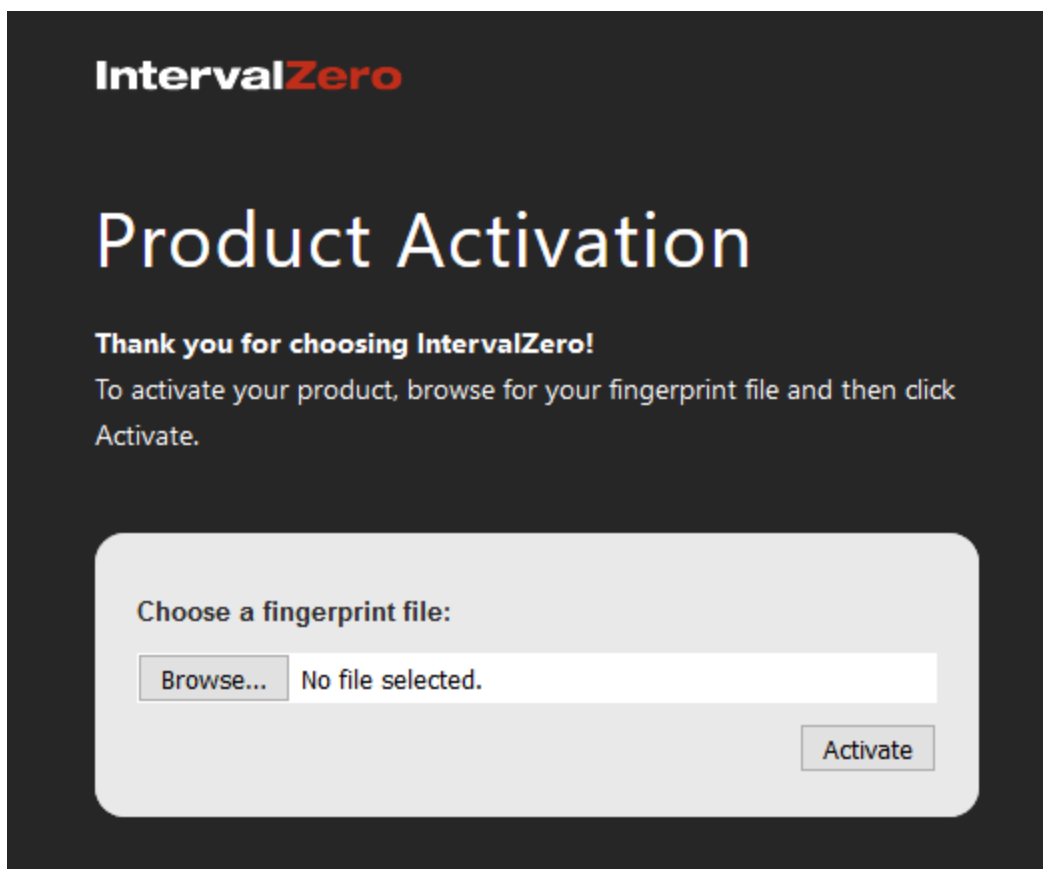 IntervalZero
Product Activation
Thank you for choosing IntervalZero!
To activate your product, browse for your fingerprint file and then click
Activate.
Choose a fingerprint file:
Browse... No file selected.
Activate